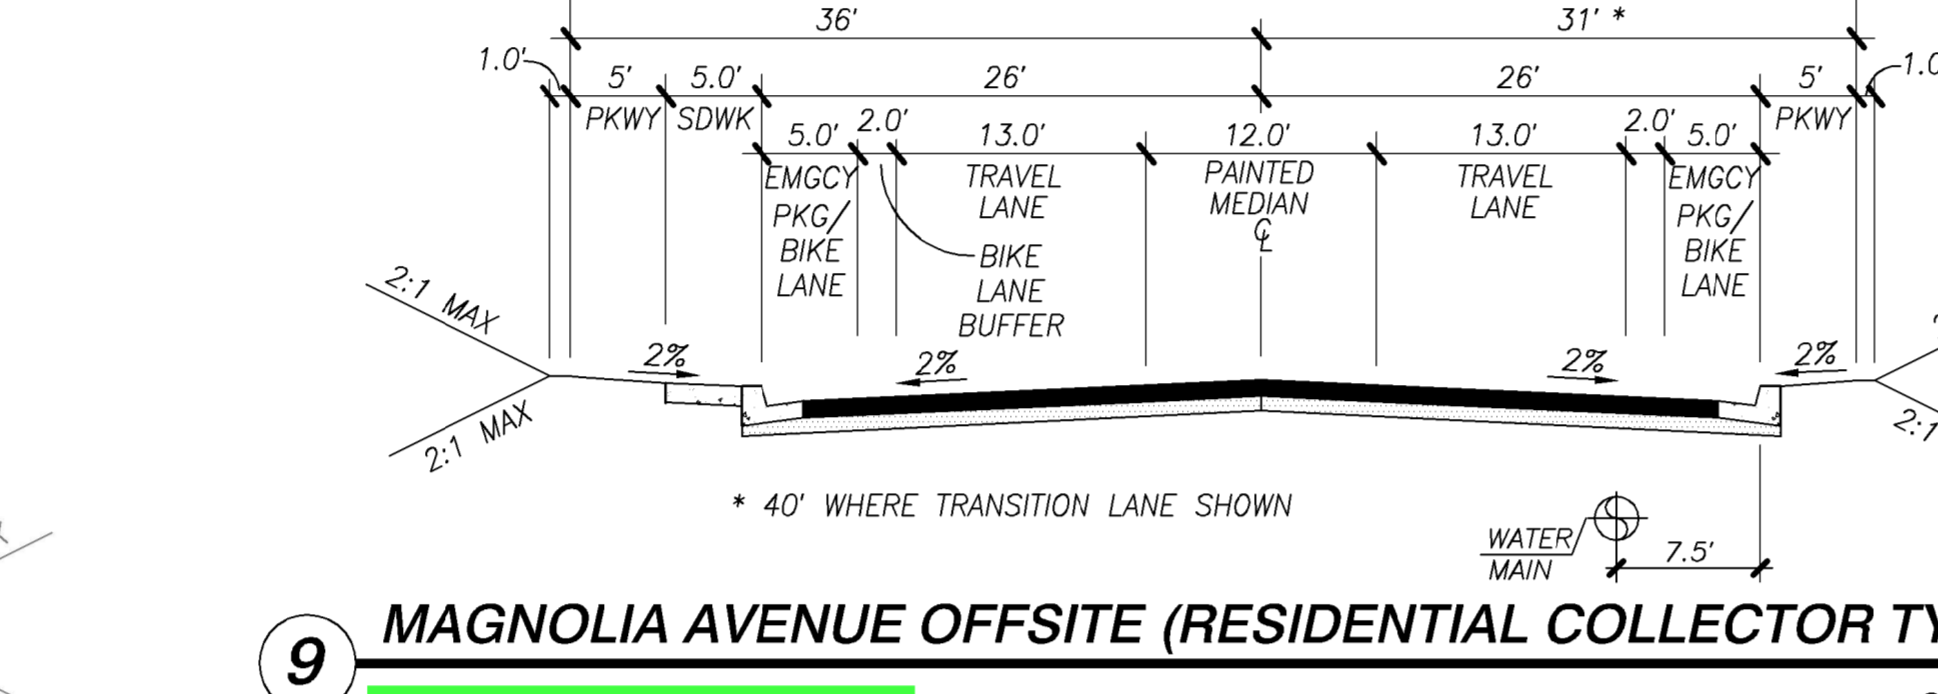 36' 31' *
1.0' 5' 5.0' 26' 26' 5' 1.0
PKWY SDWK PKWY
5.0' 2.0' 13.0' 12.0' 13.0' 2.0' 5.0'
EMGCY PKG/ BIKE LANE
BIKE LANE BUFFER
TRAVEL LANE
PAINTED MEDIAN
℄
TRAVEL LANE
EMGCY PKG/ BIKE LANE
2:1 MAX
2% 2% 2% 2%
2:1 MAX
2:1
* 40' WHERE TRANSITION LANE SHOWN
WATER
MAIN
7.5'
9 MAGNOLIA AVENUE OFFSITE (RESIDENTIAL COLLECTOR TY